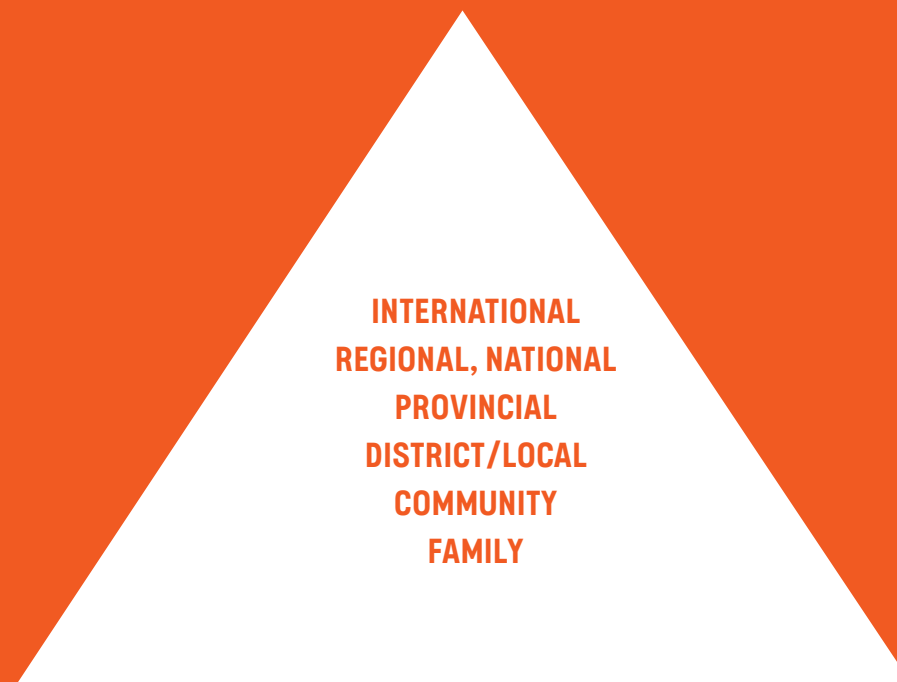 INTERNATIONAL
REGIONAL, NATIONAL
PROVINCIAL
DISTRICT/LOCAL
COMMUNITY
FAMILY